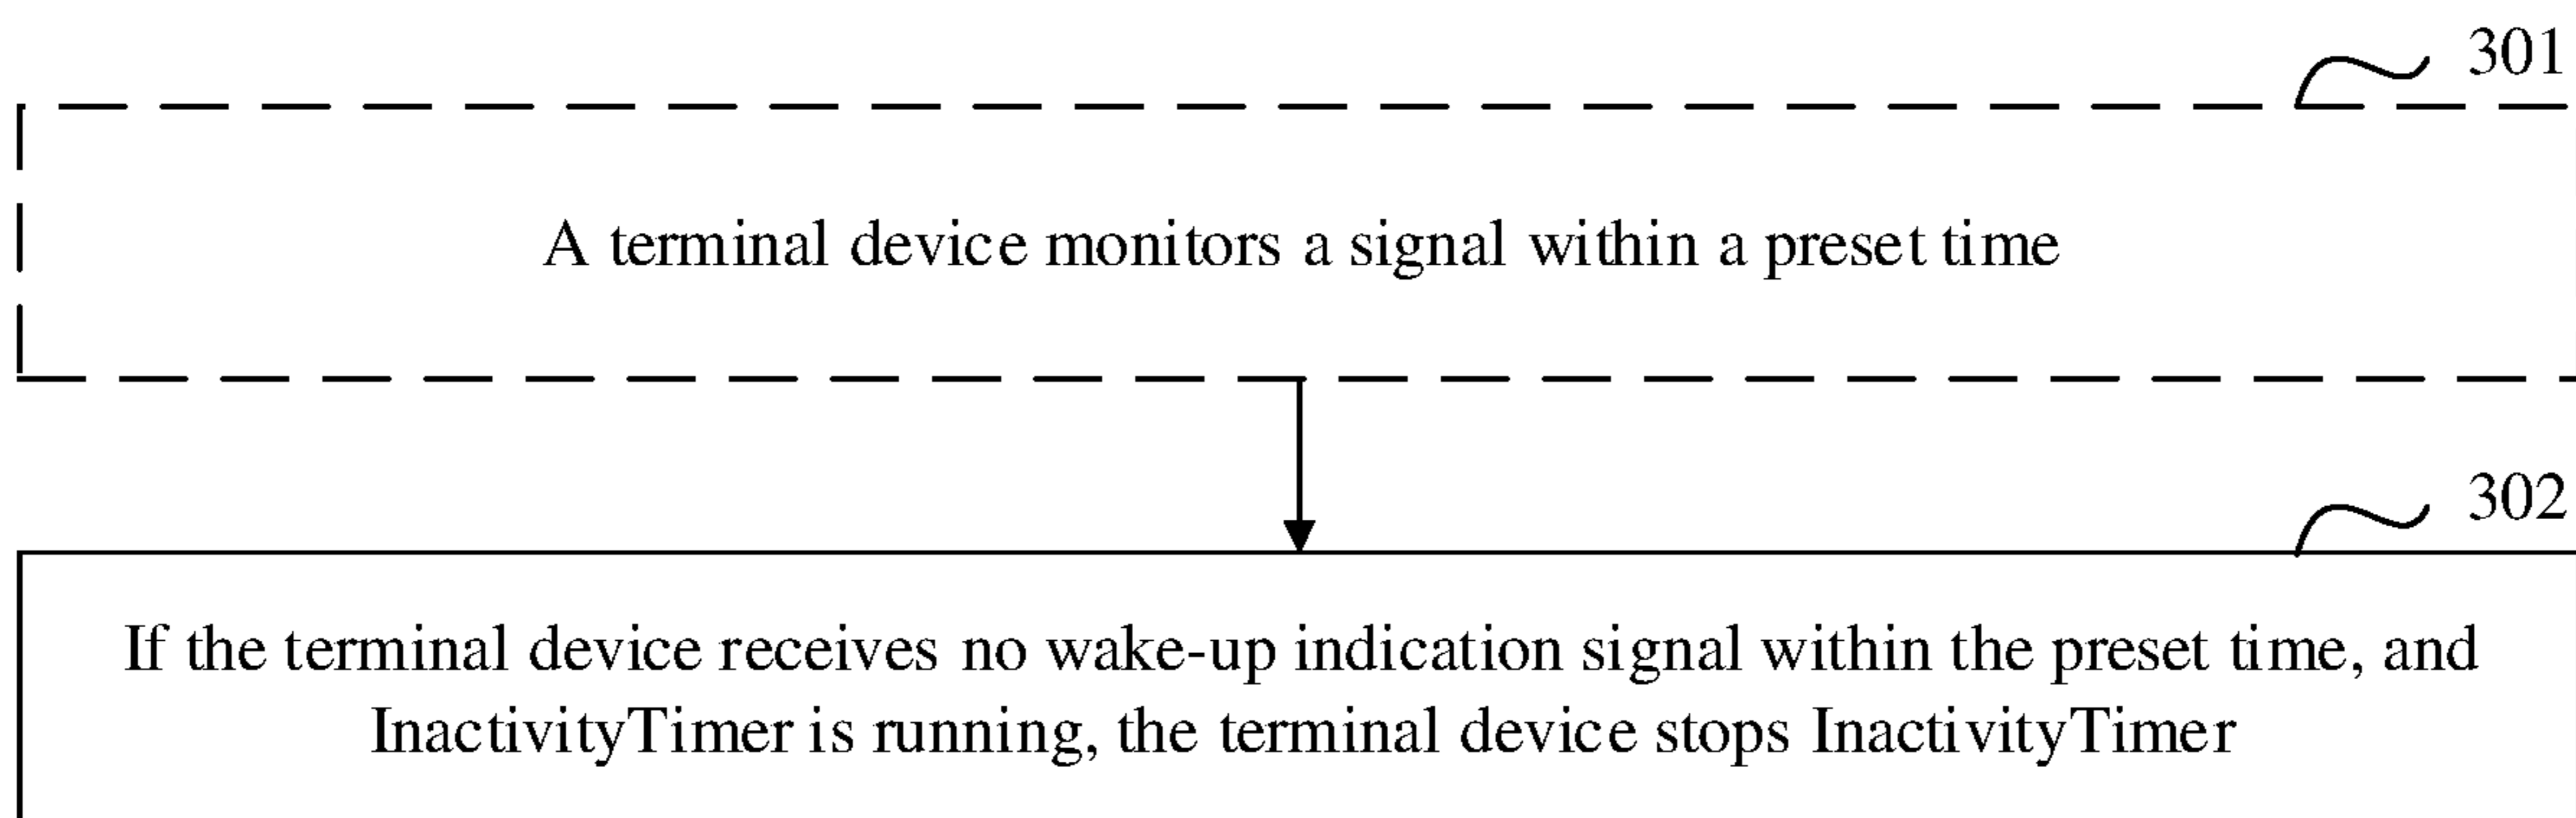 301
A terminal device monitors a signal within a preset time
302
If the terminal device receives no wake-up indication signal within the preset time, and
InactivityTimer is running, the terminal device stops InactivityTimer